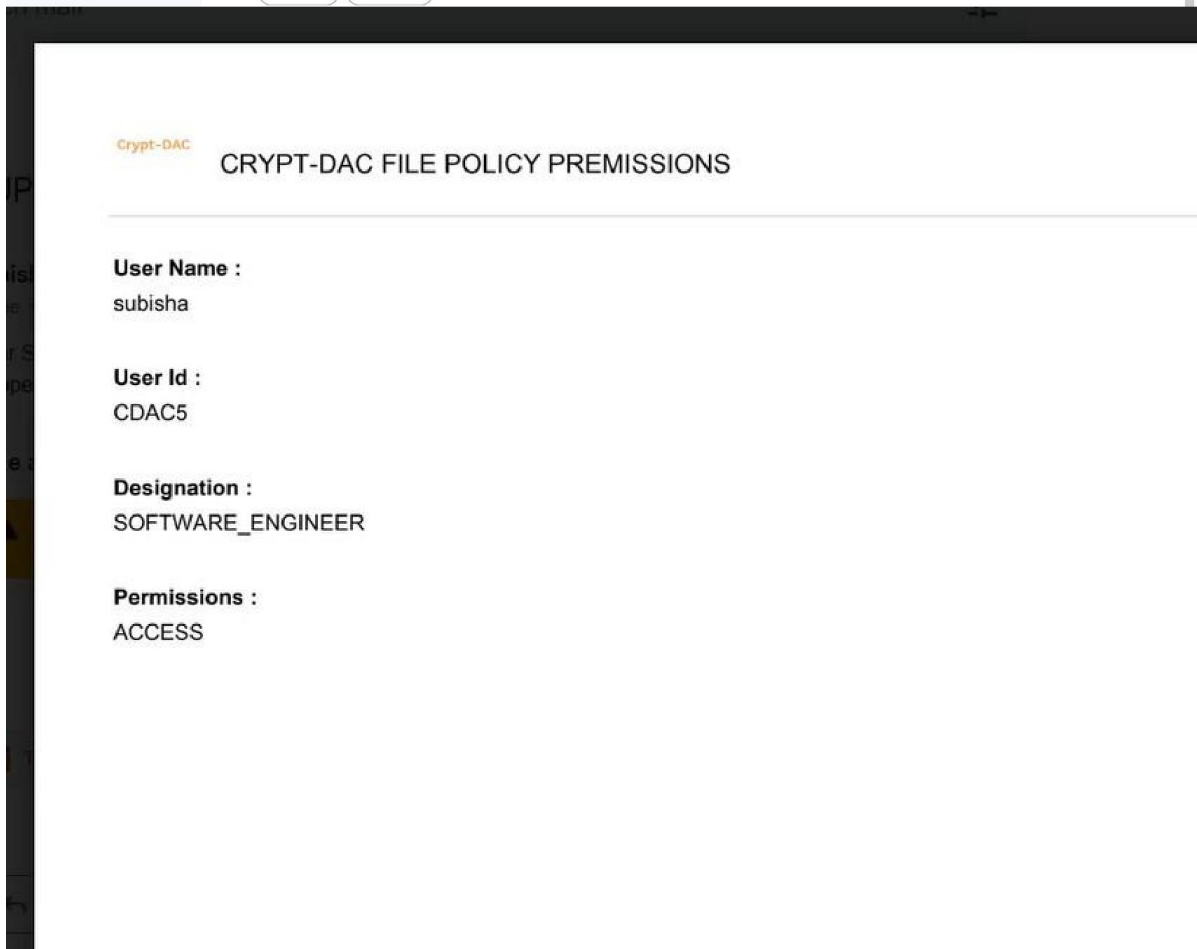 Crypt-DAC
CRYPT-DAC FILE POLICY PREMISSIONS
User Name :
subisha
User Id :
CDAC5
Designation :
SOFTWARE_ENGINEER
Permissions :
ACCESS